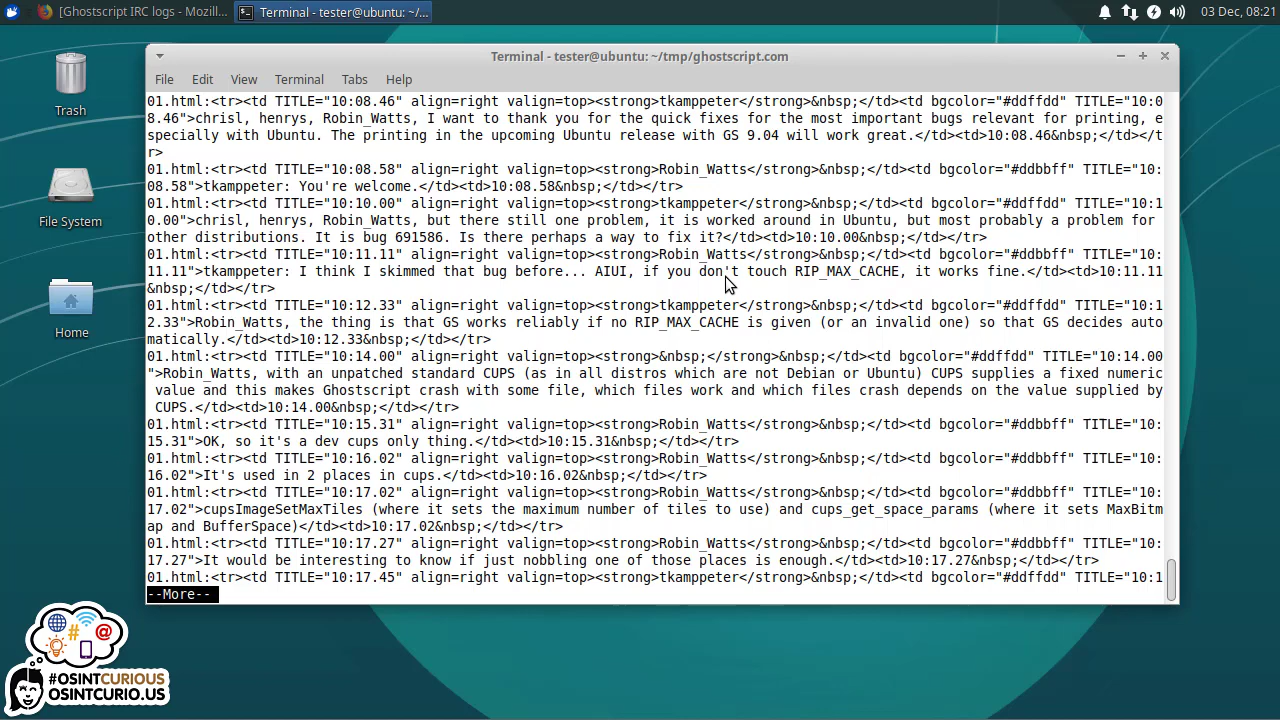 [Ghostscript IRC logs - Mozill...
Terminal - tester@ubuntu: ~/...
03 Dec, 08:21
Trash
File System
Home
Terminal - tester@ubuntu: ~/tmp/ghostscript.com
File Edit View Terminal Tabs Help
01.html:<tr><td TITLE="10:08.46" align=right valign=top><strong>tkamppeter</strong>&nbsp;</td><td bgcolor="#ddffdd" TITLE="10:0
8.46">chrisl, henrys, Robin_Watts, I want to thank you for the quick fixes for the most important bugs relevant for printing, e
specially with Ubuntu. The printing in the upcoming Ubuntu release with GS 9.04 will work great.</td><td>10:08.46&nbsp;</td></t
r>
01.html:<tr><td TITLE="10:08.58" align=right valign=top><strong>Robin_Watts</strong>&nbsp;</td><td bgcolor="#ddbbff" TITLE="10:
08.58">tkamppeter: You're welcome.</td><td>10:08.58&nbsp;</td></tr>
01.html:<tr><td TITLE="10:10.00" align=right valign=top><strong>tkamppeter</strong>&nbsp;</td><td bgcolor="#ddffdd" TITLE="10:1
0.00">chrisl, henrys, Robin_Watts, but there still one problem, it is worked around in Ubuntu, but most probably a problem for
other distributions. It is bug 691586. Is there perhaps a way to fix it?</td><td>10:10.00&nbsp;</td></tr>
01.html:<tr><td TITLE="10:11.11" align=right valign=top><strong>Robin_Watts</strong>&nbsp;</td><td bgcolor="#ddbbff" TITLE="10:
11.11">tkamppeter: I think I skimmed that bug before... AIUI, if you don't touch RIP_MAX_CACHE, it works fine.</td><td>10:11.11
&nbsp;</td></tr>
01.html:<tr><td TITLE="10:12.33" align=right valign=top><strong>tkamppeter</strong>&nbsp;</td><td bgcolor="#ddffdd" TITLE="10:1
2.33">Robin_Watts, the thing is that GS works reliably if no RIP_MAX_CACHE is given (or an invalid one) so that GS decides auto
matically.</td><td>10:12.33&nbsp;</td></tr>
01.html:<tr><td TITLE="10:14.00" align=right valign=top><strong>&nbsp;</strong>&nbsp;</td><td bgcolor="#ddffdd" TITLE="10:14.00
">Robin_Watts, with an unpatched standard CUPS (as in all distros which are not Debian or Ubuntu) CUPS supplies a fixed numeric
value and this makes Ghostscript crash with some file, which files work and which files crash depends on the value supplied by
CUPS.</td><td>10:14.00&nbsp;</td></tr>
01.html:<tr><td TITLE="10:15.31" align=right valign=top><strong>Robin_Watts</strong>&nbsp;</td><td bgcolor="#ddbbff" TITLE="10:
15.31">OK, so it's a dev cups only thing.</td><td>10:15.31&nbsp;</td></tr>
01.html:<tr><td TITLE="10:16.02" align=right valign=top><strong>Robin_Watts</strong>&nbsp;</td><td bgcolor="#ddbbff" TITLE="10:
16.02">It's used in 2 places in cups.</td><td>10:16.02&nbsp;</td></tr>
01.html:<tr><td TITLE="10:17.02" align=right valign=top><strong>Robin_Watts</strong>&nbsp;</td><td bgcolor="#ddbbff" TITLE="10:
17.02">cupsImageSetMaxTiles (where it sets the maximum number of tiles to use) and cups_get_space_params (where it sets MaxBitm
ap and BufferSpace)</td><td>10:17.02&nbsp;</td></tr>
01.html:<tr><td TITLE="10:17.27" align=right valign=top><strong>Robin_Watts</strong>&nbsp;</td><td bgcolor="#ddbbff" TITLE="10:
17.27">It would be interesting to know if just nobbling one of those places is enough.</td><td>10:17.27&nbsp;</td></tr>
01.html:<tr><td TITLE="10:17.45" align=right valign=top><strong>tkamppeter</strong>&nbsp;</td><td bgcolor="#ddffdd" TITLE="10:1
--More--
#OSINTCURIOUS
OSINTCURIO.US